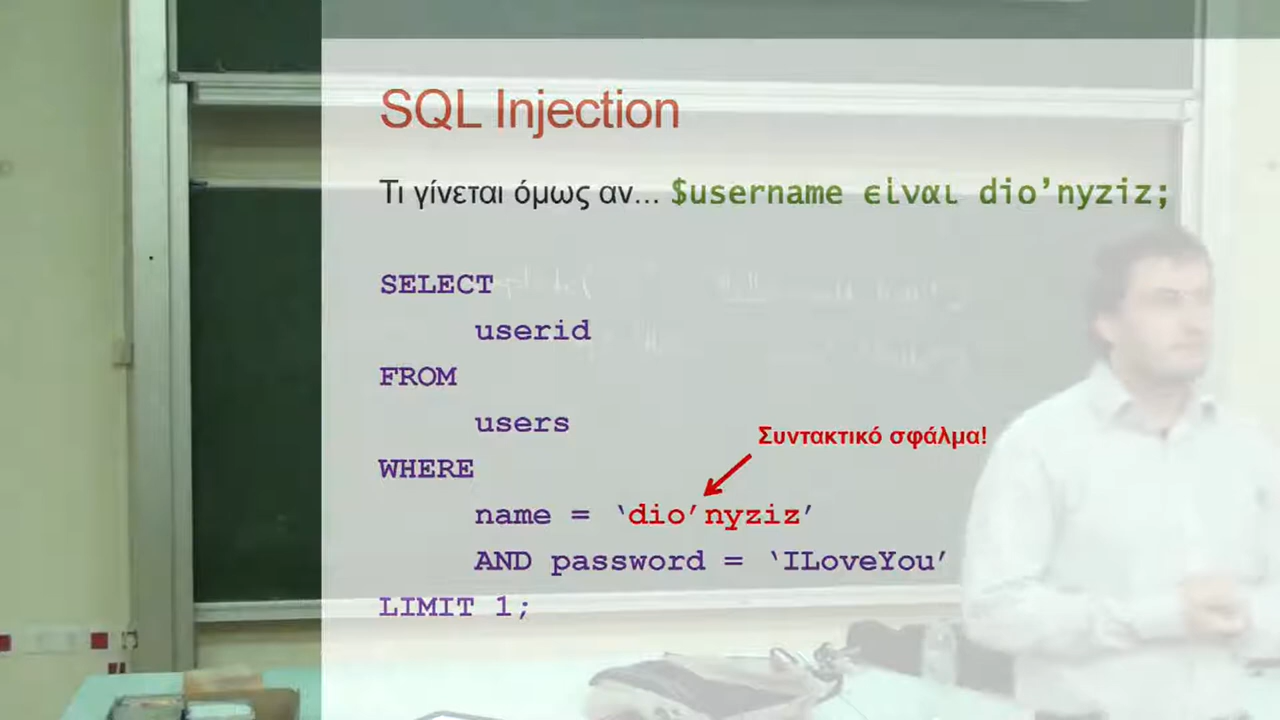 SQL Injection
Τι γίνεται όμως αν... $username είναι dio’nyziz;
SELECT
userid
FROM
users
WHERE
Συντακτικό σφάλμα!
name = ‘dio’nyziz’
AND password = ‘ILoveYou’
LIMIT 1;